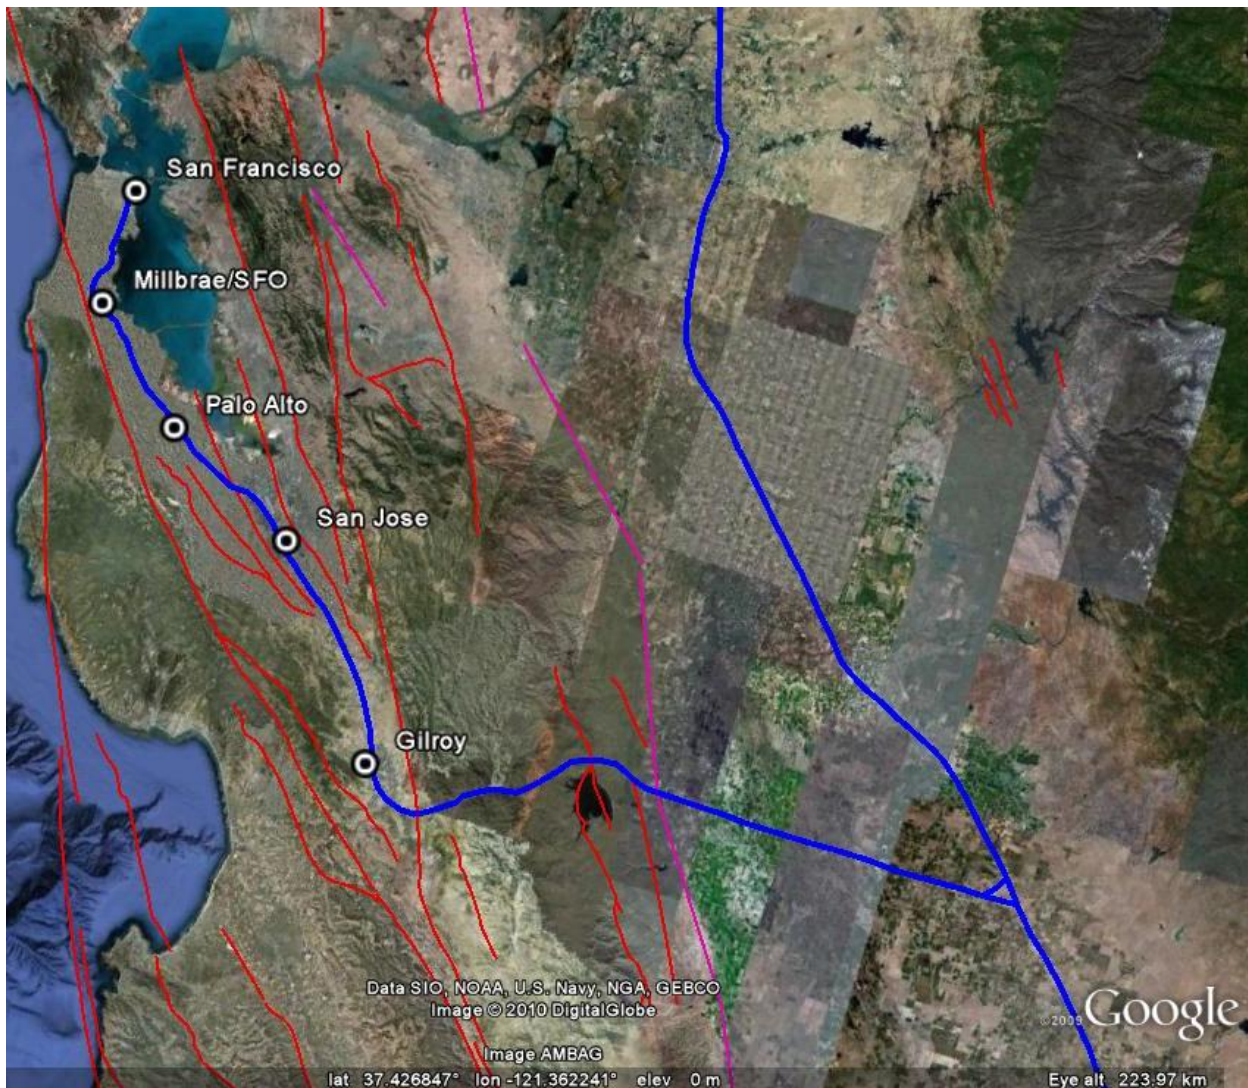 San Francisco
Millbrae/SFO
Palo Alto
San Jose
Gilroy
Data SIO, NOAA, U.S. Navy, NGA, GEBCO
Image © 2010 DigitalGlobe
©2009 Google
Image AMBAG
lat 37.426847° lon -121.362241° elev 0 m
Eye alt 223.97 km